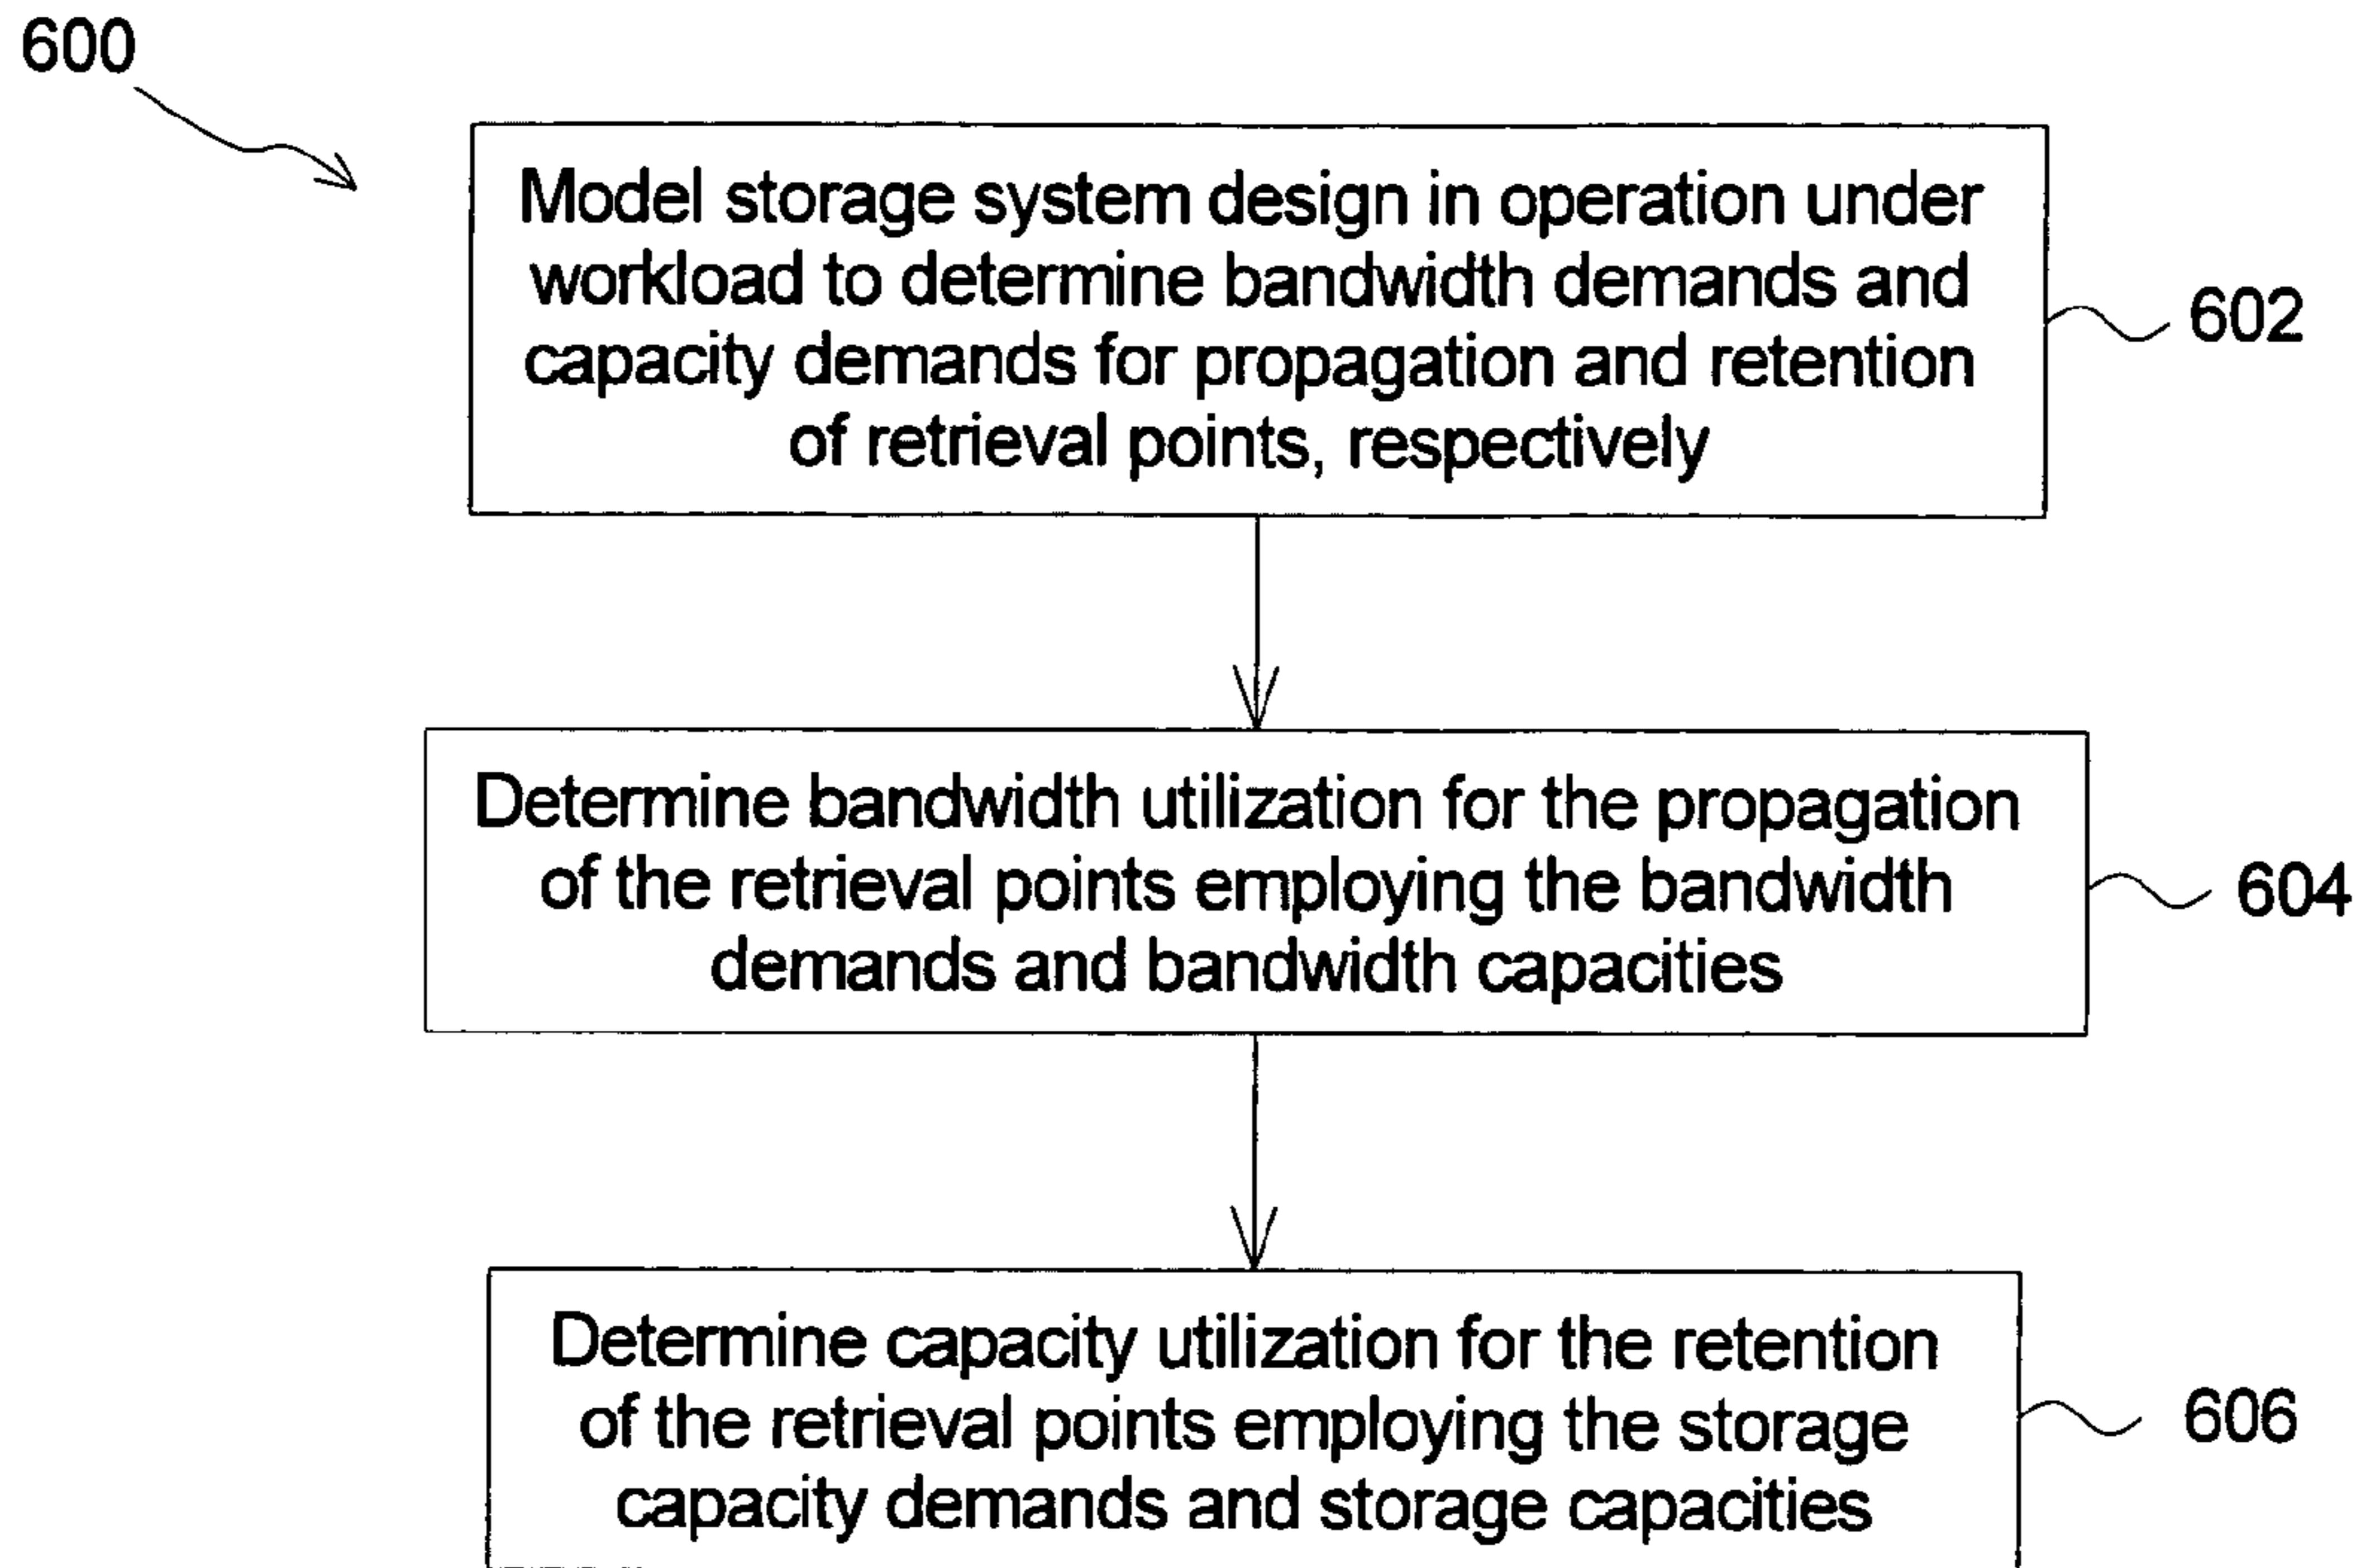 600
Model storage system design in operation under
workload to determine bandwidth demands and
capacity demands for propagation and retention
of retrieval points, respectively
602
Determine bandwidth utilization for the propagation
of the retrieval points employing the bandwidth
demands and bandwidth capacities
604
Determine capacity utilization for the retention
of the retrieval points employing the storage
capacity demands and storage capacities
606